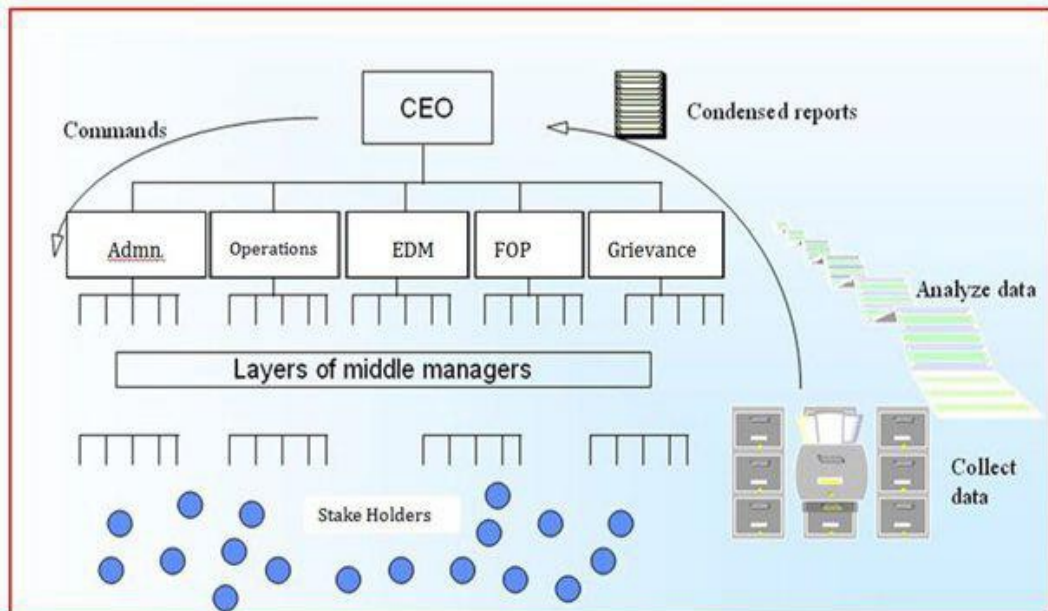 CEO
Commands
Condensed reports
Admn.
Operations
EDM
FOP
Grievance
Analyze data
Layers of middle managers
Collect
data
Stake Holders